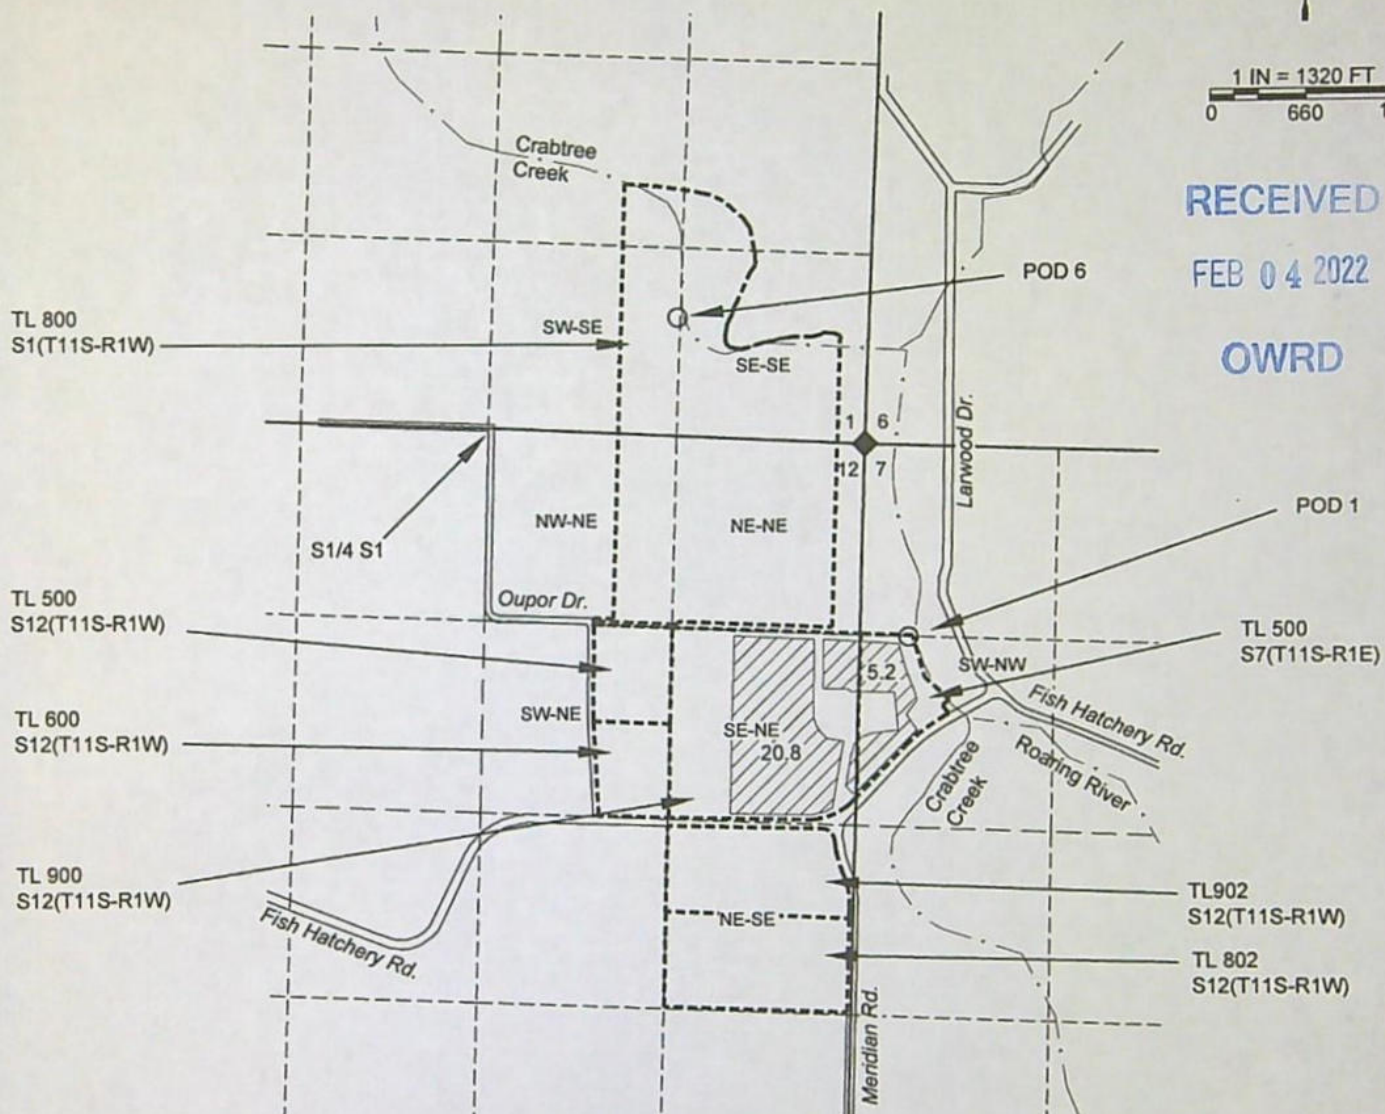 1 IN = 1320 FT
0 660 1
RECEIVED
FEB 04 2022
OWRD
Crabtree
Creek
POD 6
TL 800
S1(T11S-R1W)
SW-SE
SE-SE
1 6
12 7
Larwood Dr.
NW-NE
NE-NE
S1/4 S1
POD 1
Oupor Dr.
TL 500
S12(T11S-R1W)
TL 500
S7(T11S-R1E)
SW-NW
5.2
Fish Hatchery Rd.
SW-NE
SE-NE
20.8
TL 600
S12(T11S-R1W)
Roaring River
Crabtree
Creek
TL 900
S12(T11S-R1W)
TL902
S12(T11S-R1W)
Fish Hatchery Rd.
NE-SE
TL 802
S12(T11S-R1W)
Meridian Rd.